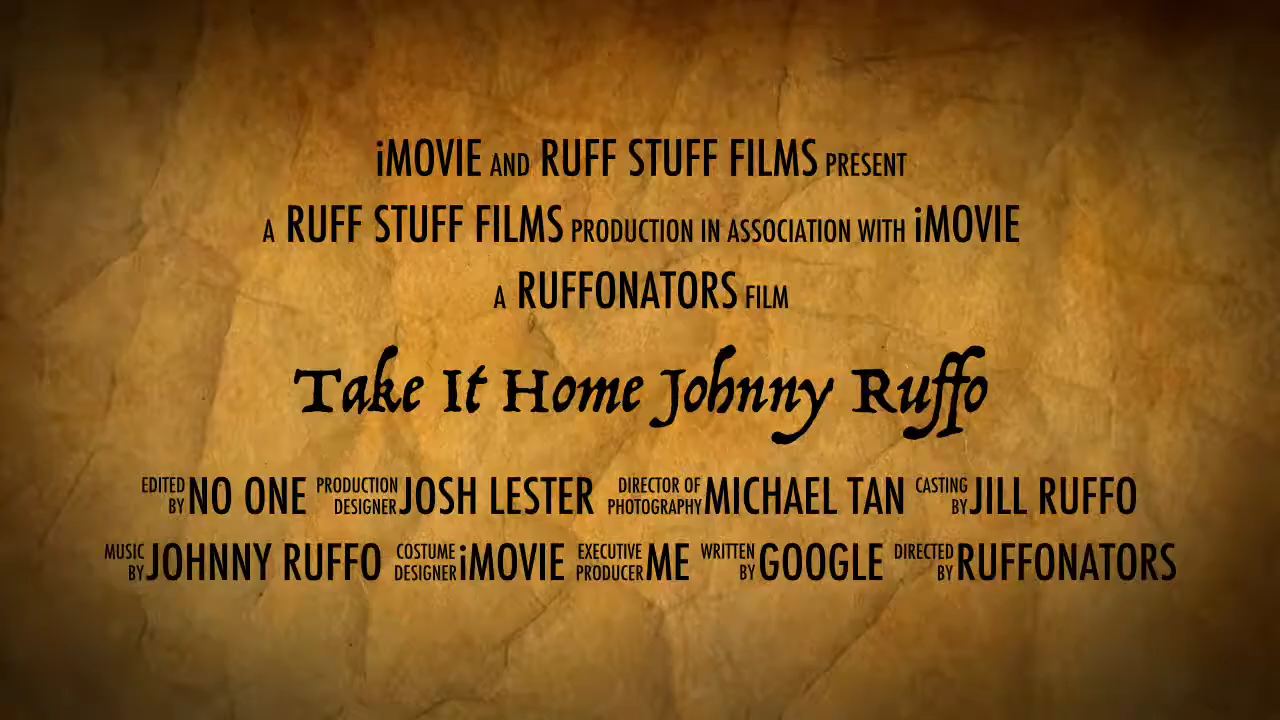 iMOVIE AND RUFF STUFF FILMS PRESENT
A RUFF STUFF FILMS PRODUCTION IN ASSOCIATION WITH iMOVIE
A RUFFONATORS FILM
Take It Home Johnny Ruffo
EDITED BY NO ONE PRODUCTION DESIGNER JOSH LESTER DIRECTOR OF PHOTOGRAPHY MICHAEL TAN CASTING BY JILL RUFFO
MUSIC BY JOHNNY RUFFO COSTUME DESIGNER iMOVIE EXECUTIVE PRODUCER ME WRITTEN BY GOOGLE DIRECTED BY RUFFONATORS